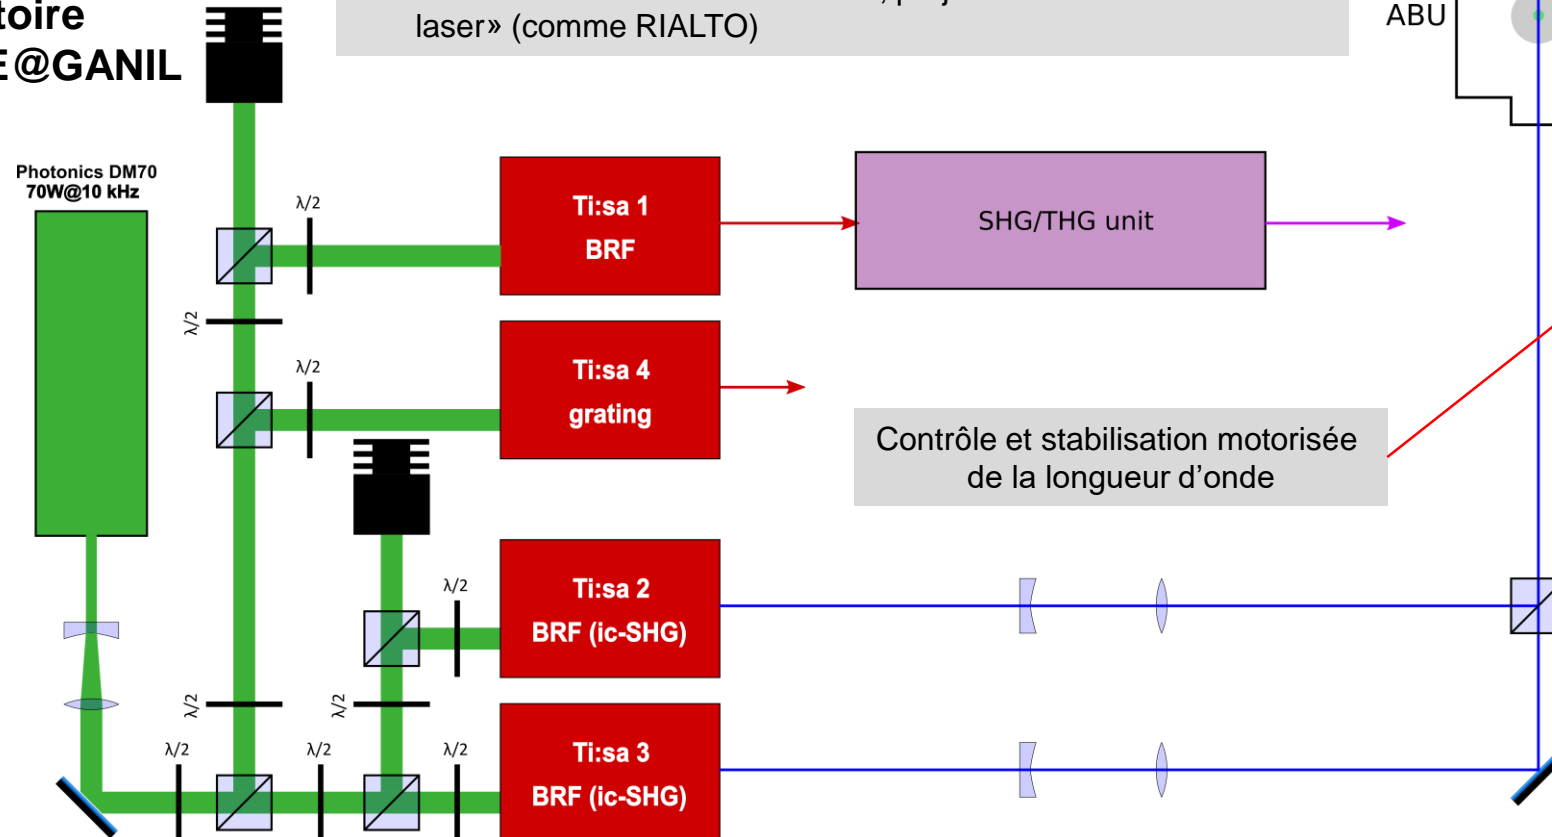 E@GANIL
laser» (comme RIALTO)
ABU
Photonics DM70
70W@10 kHz
λ/2
Ti:sa 1
BRF
SHG/THG unit
λ/2
λ/2
Ti:sa 4
grating
Contrôle et stabilisation motorisée
de la longueur d’onde
λ/2
Ti:sa 2
BRF (ic-SHG)
λ/2
λ/2
λ/2
λ/2
λ/2
Ti:sa 3
BRF (ic-SHG)